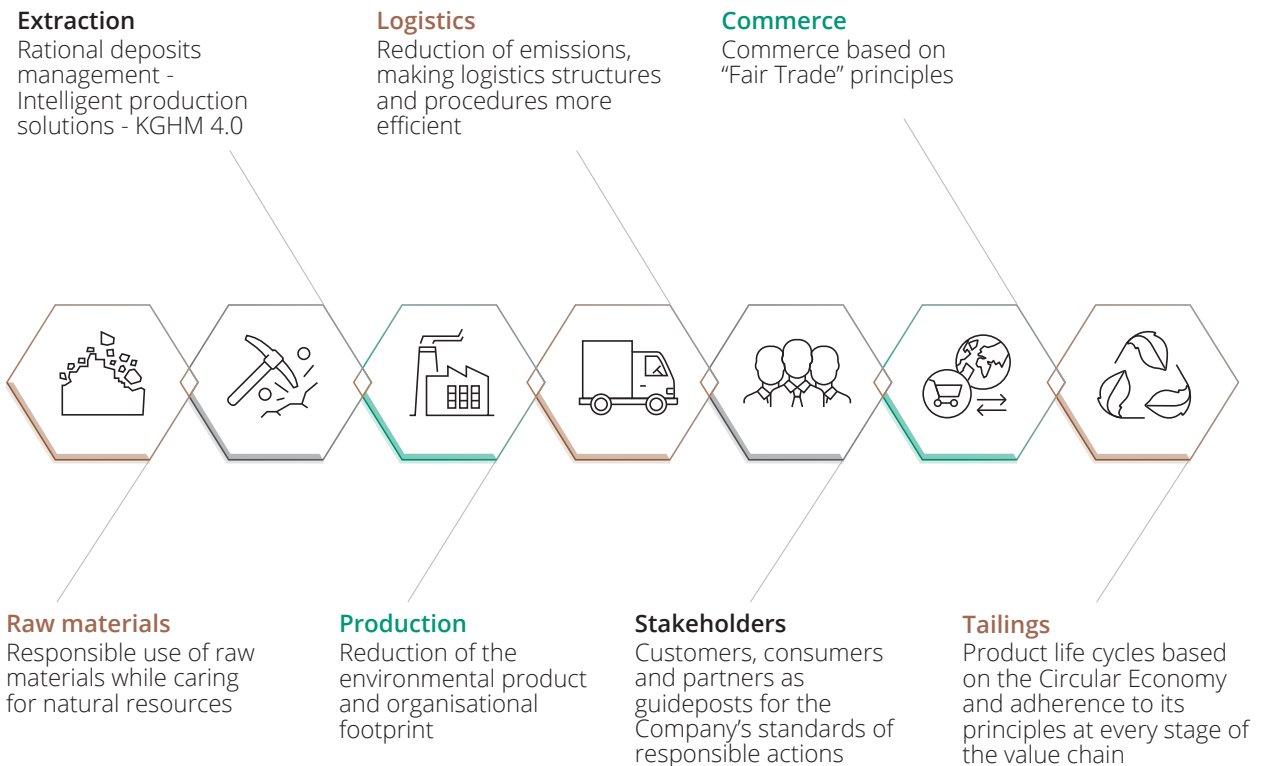 Extraction
Rational deposits
management -
Intelligent production
solutions - KGHM 4.0
Logistics
Reduction of emissions,
making logistics structures
and procedures more
efficient
Commerce
Commerce based on
“Fair Trade” principles
Raw materials
Responsible use of raw
materials while caring
for natural resources
Production
Reduction of the
environmental product
and organisational
footprint
Stakeholders
Customers, consumers
and partners as
guideposts for the
Company’s standards of
responsible actions
Tailings
Product life cycles based
on the Circular Economy
and adherence to its
principles at every stage of
the value chain